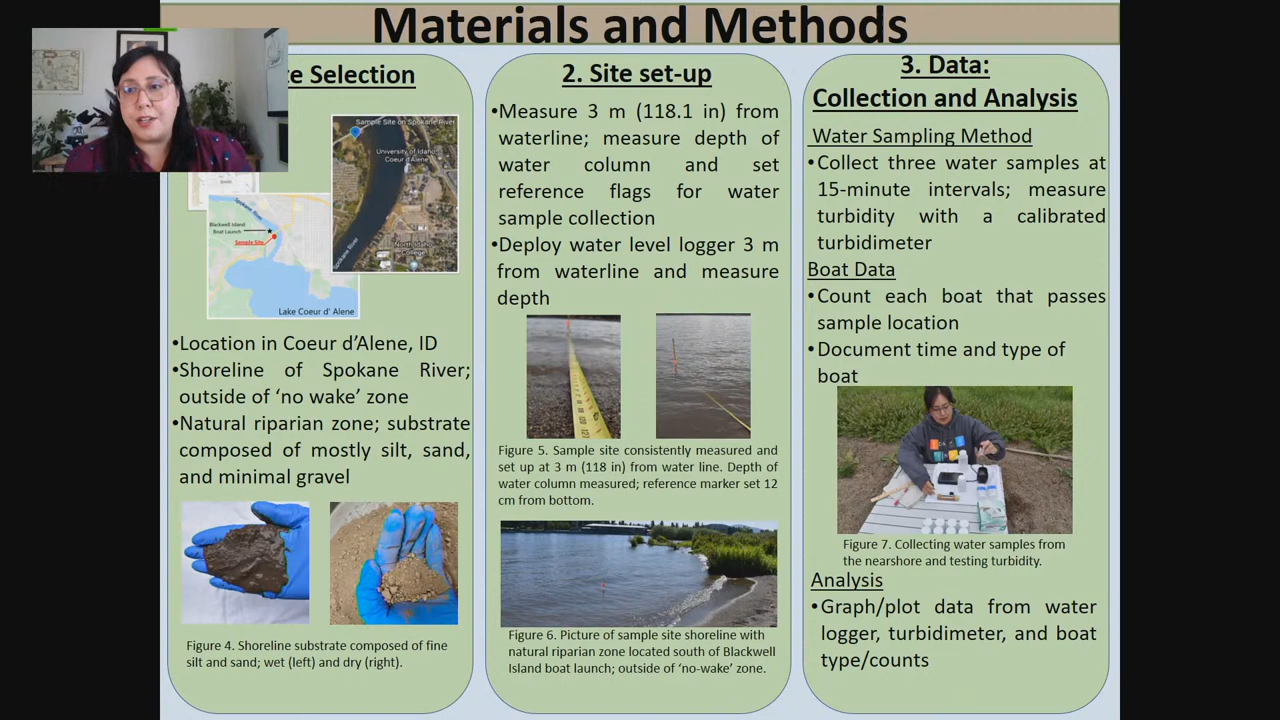 Materials and Methods
te Selection
Sample Site on Spokane River
University of Idaho
Coeur d'Alene
North Idaho
College
Spokane River
Spokane River
Blackwell Island
Boat Launch
Sample Site
Lake Coeur d' Alene
•Location in Coeur d'Alene, ID
•Shoreline of Spokane River;
outside of 'no wake' zone
•Natural riparian zone; substrate
composed of mostly silt, sand,
and minimal gravel
Figure 4. Shoreline substrate composed of fine
silt and sand; wet (left) and dry (right).
2. Site set-up
•Measure 3 m (118.1 in) from
waterline; measure depth of
water column and set
reference flags for water
sample collection
•Deploy water level logger 3 m
from waterline and measure
depth
Figure 5. Sample site consistently measured and
set up at 3 m (118 in) from water line. Depth of
water column measured; reference marker set 12
cm from bottom.
Figure 6. Picture of sample site shoreline with
natural riparian zone located south of Blackwell
Island boat launch; outside of 'no-wake' zone.
3. Data:
Collection and Analysis
Water Sampling Method
•Collect three water samples at
15-minute intervals; measure
turbidity with a calibrated
turbidimeter
Boat Data
•Count each boat that passes
sample location
•Document time and type of
boat
Figure 7. Collecting water samples from
the nearshore and testing turbidity.
Analysis
•Graph/plot data from water
logger, turbidimeter, and boat
type/counts